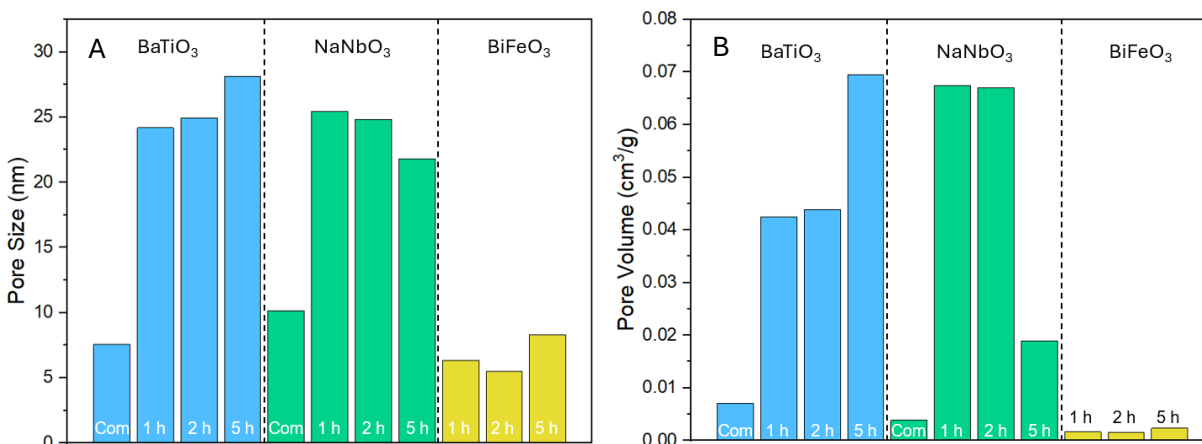 A
BaTiO₃
NaNbO₃
BiFeO₃
Pore Size (nm)
30
25
20
15
10
5
0
Com
1 h
2 h
5 h
Com
1 h
2 h
5 h
1 h
2 h
5 h
B
BaTiO₃
NaNbO₃
BiFeO₃
Pore Volume (cm³/g)
0.08
0.07
0.06
0.05
0.04
0.03
0.02
0.01
0.00
Com
1 h
2 h
5 h
Com
1 h
2 h
5 h
1 h
2 h
5 h